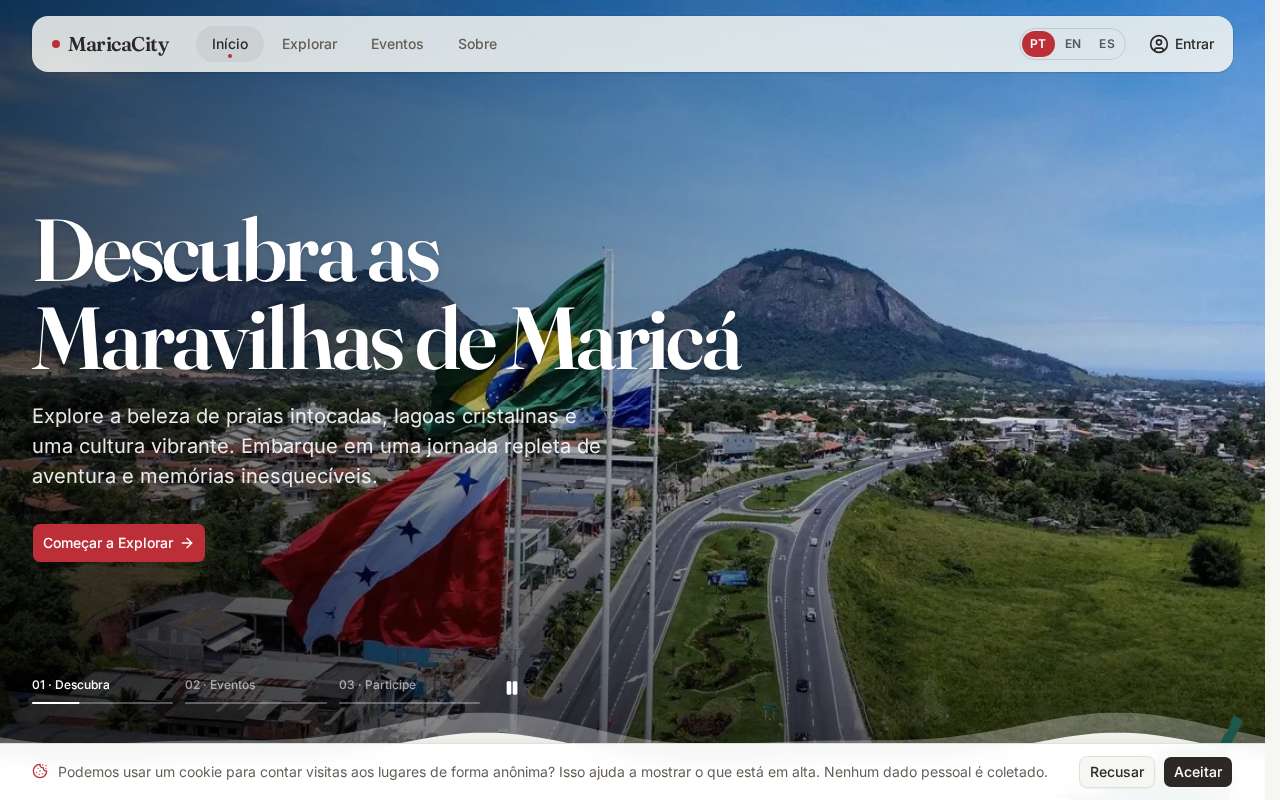 MaricaCity
Início
Explorar
Eventos
Sobre
PT
EN
ES
Entrar
Descubra as
Maravilhas de Maricá
Explore a beleza de praias intocadas, lagoas cristalinas e
uma cultura vibrante. Embarque em uma jornada repleta de
aventura e memórias inesquecíveis.
Começar a Explorar →
01 · Descubra
02 · Eventos
03 · Participe
Podemos usar um cookie para contar visitas aos lugares de forma anônima? Isso ajuda a mostrar o que está em alta. Nenhum dado pessoal é coletado.
Recusar
Aceitar